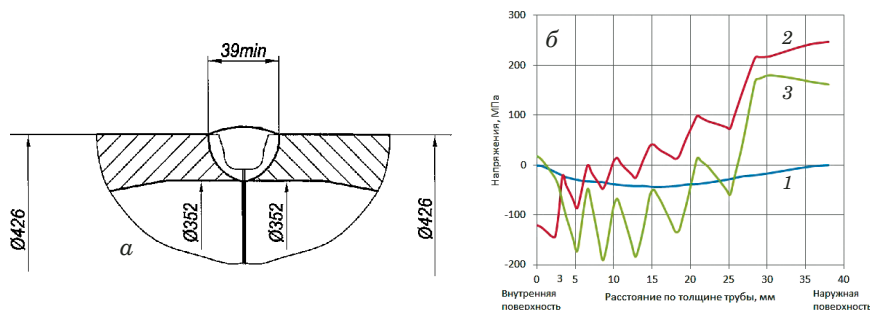 39min
Ø426
Ø352
Ø352
Ø426
а
б
Напряжения, МПа
300
200
100
0
-100
-200
2
3
1
0 3 5 10 15 20 25 30 35 40
Внутренняя поверхность
Расстояние по толщине трубы, мм
Наружная поверхность